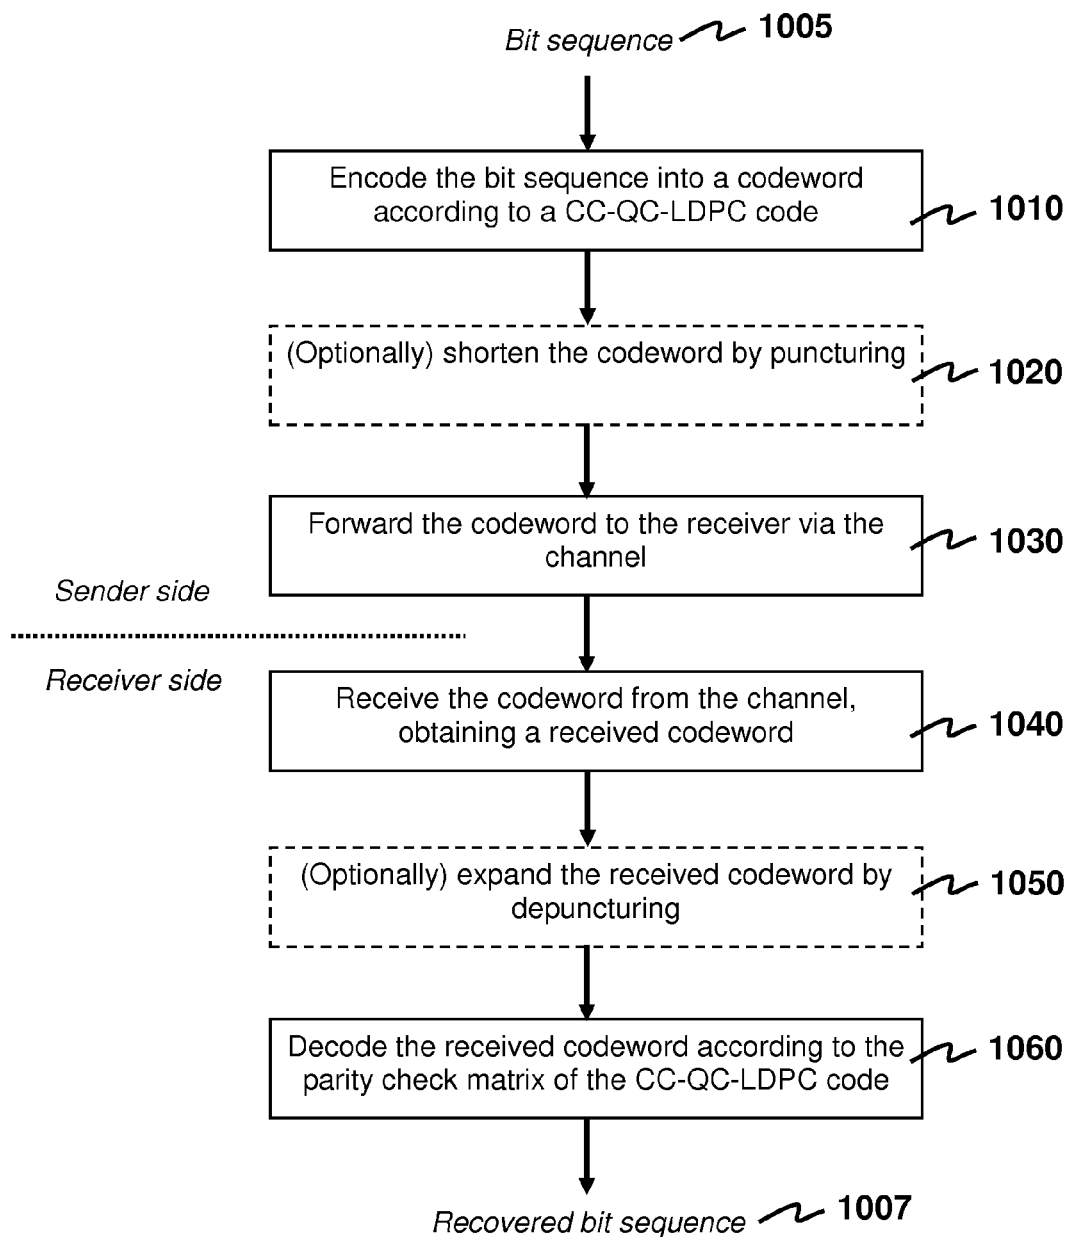 Bit sequence 1005
Encode the bit sequence into a codeword
according to a CC-QC-LDPC code
1010
(Optionally) shorten the codeword by puncturing
1020
Forward the codeword to the receiver via the
channel
1030
Sender side
Receiver side
Receive the codeword from the channel,
obtaining a received codeword
1040
(Optionally) expand the received codeword by
depuncturing
1050
Decode the received codeword according to the
parity check matrix of the CC-QC-LDPC code
1060
Recovered bit sequence 1007